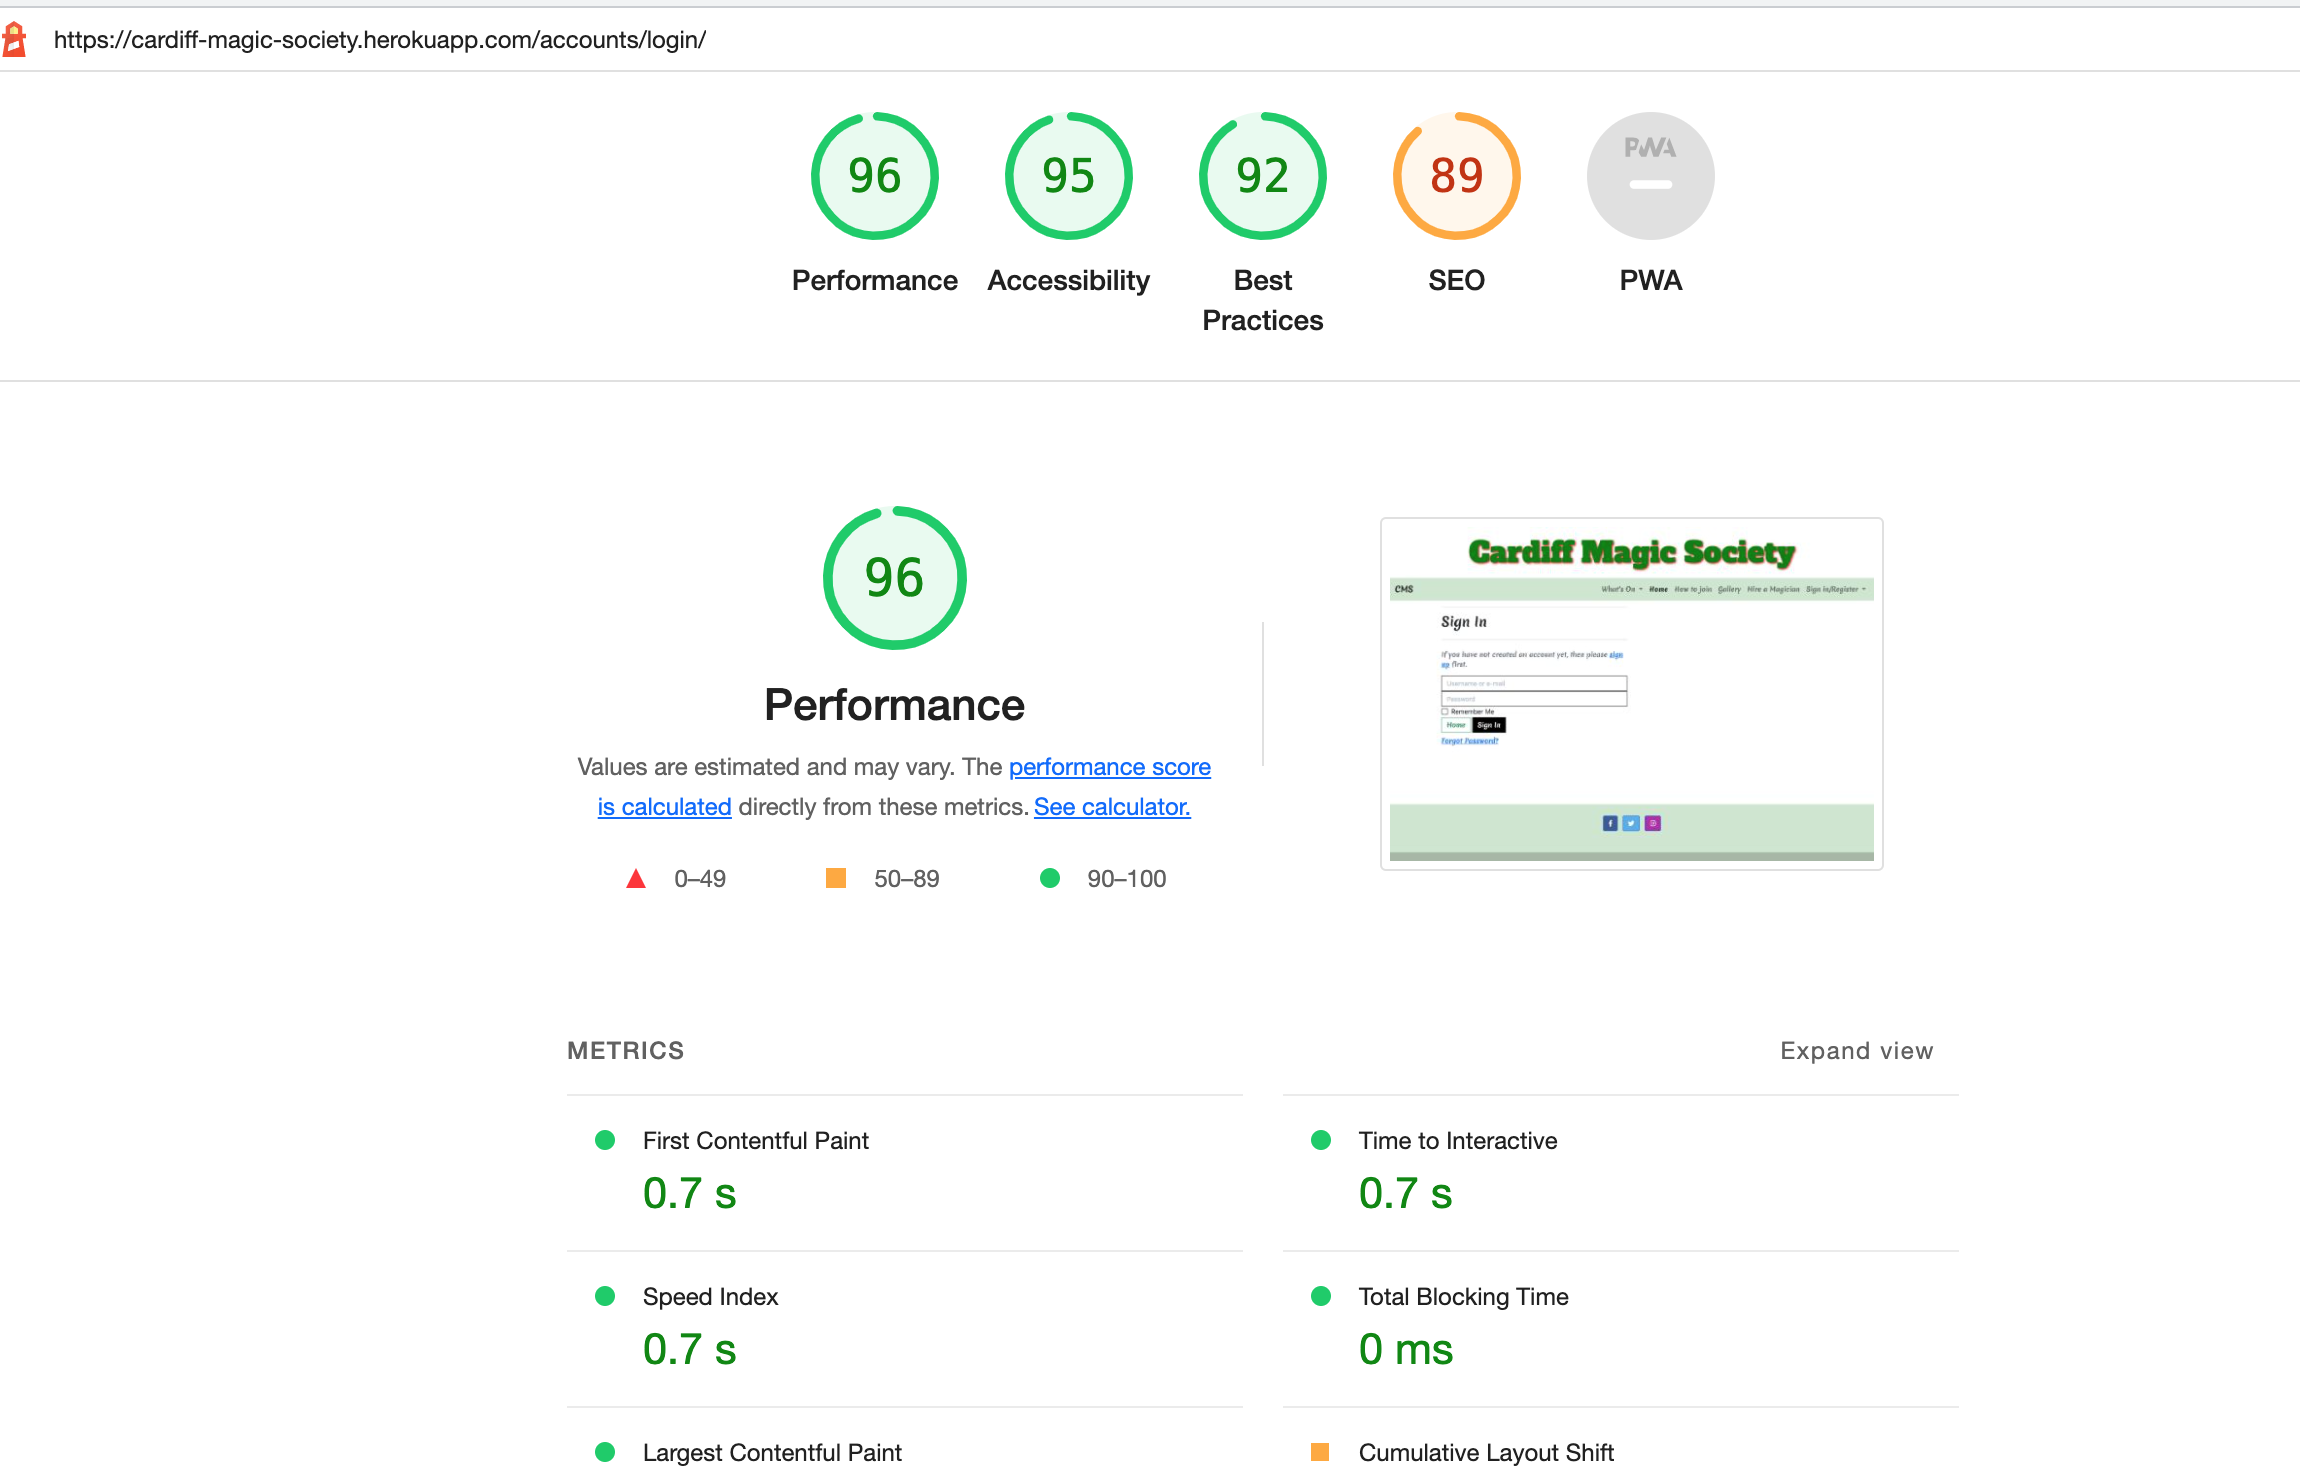 https://cardiff-magic-society.herokuapp.com/accounts/login/
96
95
92
89
PWA
Performance
Accessibility
Best
Practices
SEO
PWA
96
Performance
Values are estimated and may vary. The performance score
is calculated directly from these metrics. See calculator.
0–49
50–89
90–100
Cardiff Magic Society
CMS
What's On
Home
How to join
Gallery
Hire a Magician
Sign In/Register
Sign In
If you have not created an account yet, then please sign
up first.
Username or e-mail
Password
Remember Me
Home
Sign In
Forgot Password?
METRICS
Expand view
First Contentful Paint
0.7 s
Time to Interactive
0.7 s
Speed Index
0.7 s
Total Blocking Time
0 ms
Largest Contentful Paint
Cumulative Layout Shift